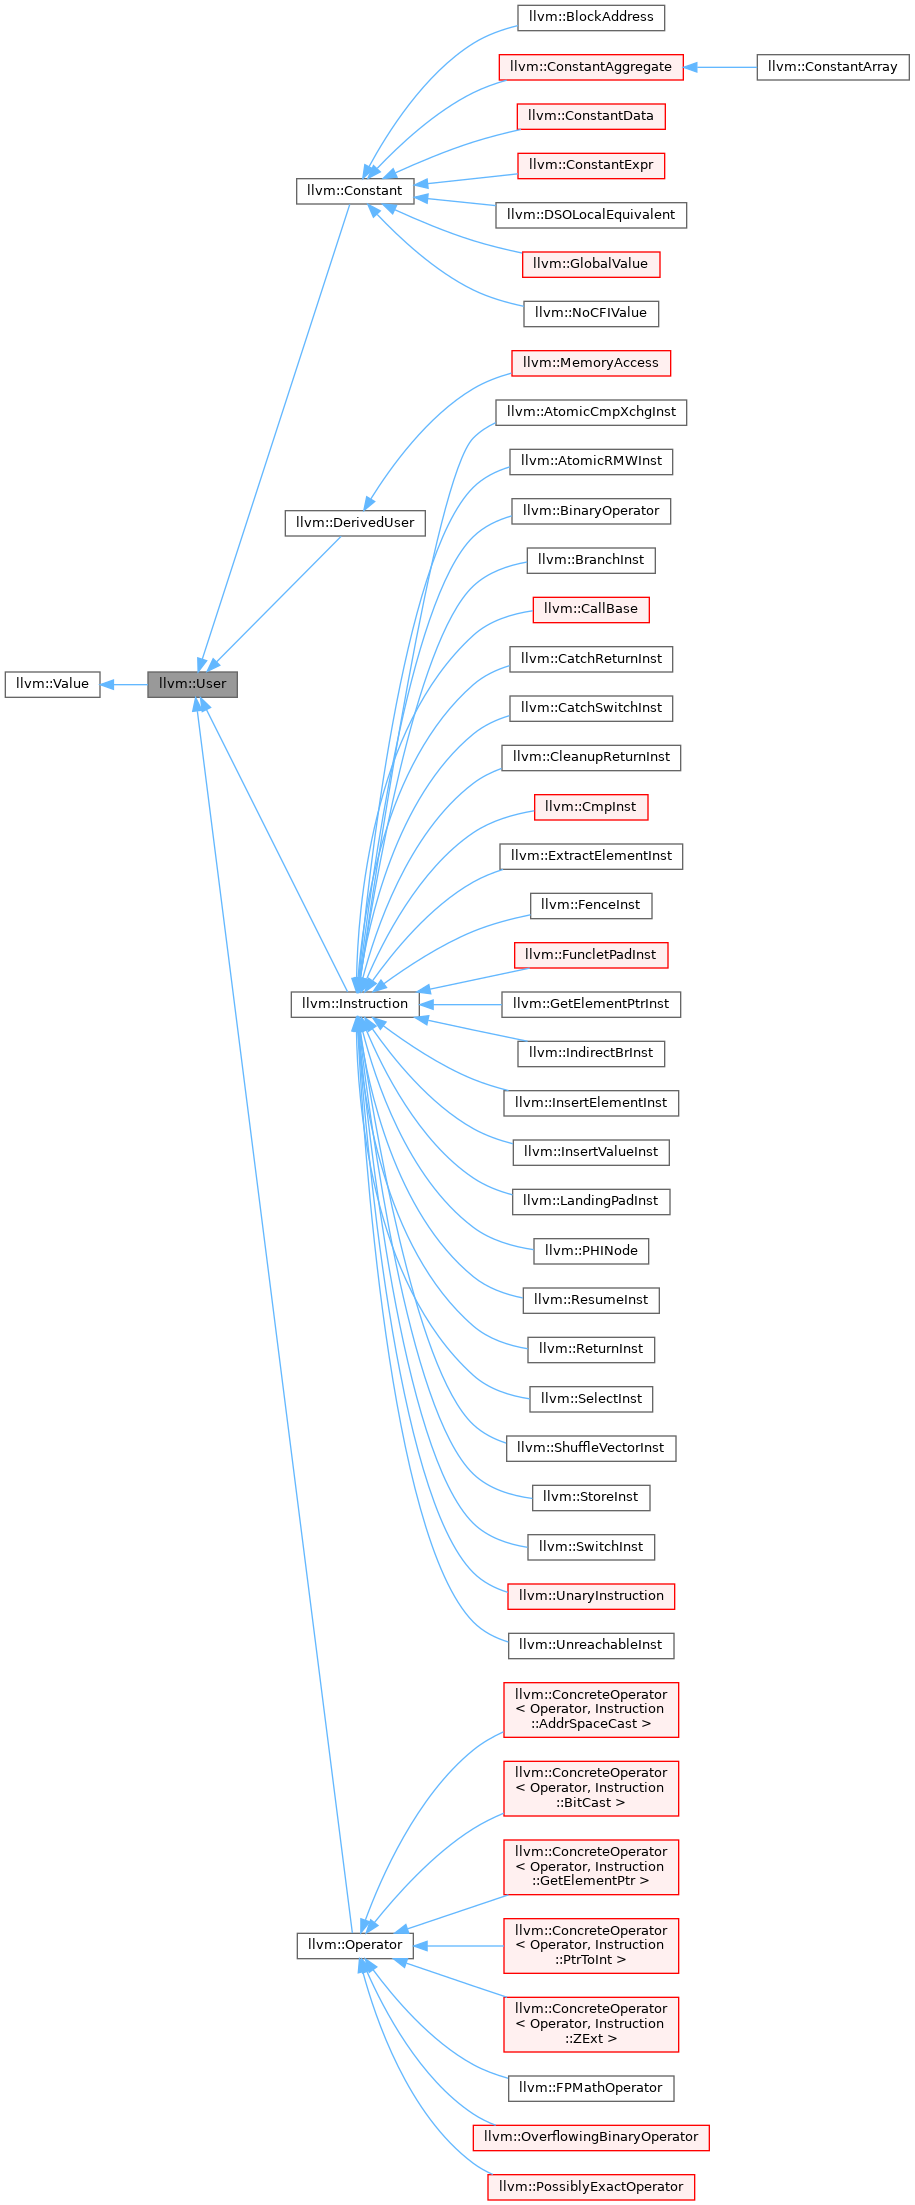 llvm::BlockAddress
llvm::ConstantAggregate
llvm::ConstantArray
llvm::ConstantData
llvm::ConstantExpr
llvm::Constant
llvm::DSOLocalEquivalent
llvm::GlobalValue
llvm::NoCFIValue
llvm::MemoryAccess
llvm::AtomicCmpXchgInst
llvm::AtomicRMWInst
llvm::BinaryOperator
llvm::DerivedUser
llvm::BranchInst
llvm::CallBase
llvm::CatchReturnInst
llvm::Value
llvm::User
llvm::CatchSwitchInst
llvm::CleanupReturnInst
llvm::CmpInst
llvm::ExtractElementInst
llvm::FenceInst
llvm::FuncletPadInst
llvm::Instruction
llvm::GetElementPtrInst
llvm::IndirectBrInst
llvm::InsertElementInst
llvm::InsertValueInst
llvm::LandingPadInst
llvm::PHINode
llvm::ResumeInst
llvm::ReturnInst
llvm::SelectInst
llvm::ShuffleVectorInst
llvm::StoreInst
llvm::SwitchInst
llvm::UnaryInstruction
llvm::UnreachableInst
llvm::ConcreteOperator
< Operator, Instruction
::AddrSpaceCast >
llvm::ConcreteOperator
< Operator, Instruction
::BitCast >
llvm::ConcreteOperator
< Operator, Instruction
::GetElementPtr >
llvm::Operator
llvm::ConcreteOperator
< Operator, Instruction
::PtrToInt >
llvm::ConcreteOperator
< Operator, Instruction
::ZExt >
llvm::FPMathOperator
llvm::OverflowingBinaryOperator
llvm::PossiblyExactOperator